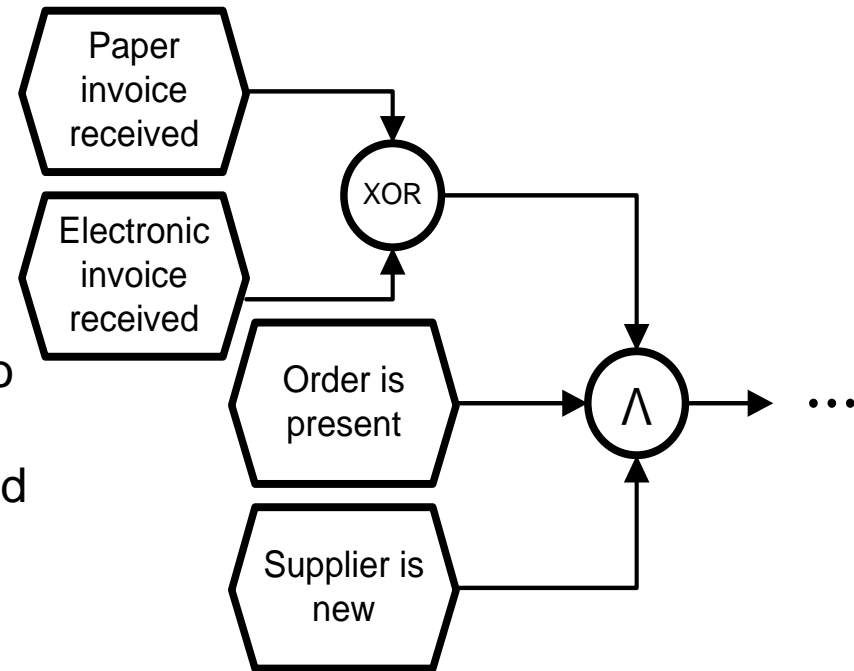 Paper
invoice
received
XOR
Electronic
invoice
received
o
Order is
present
Λ
...
d
Supplier is
new